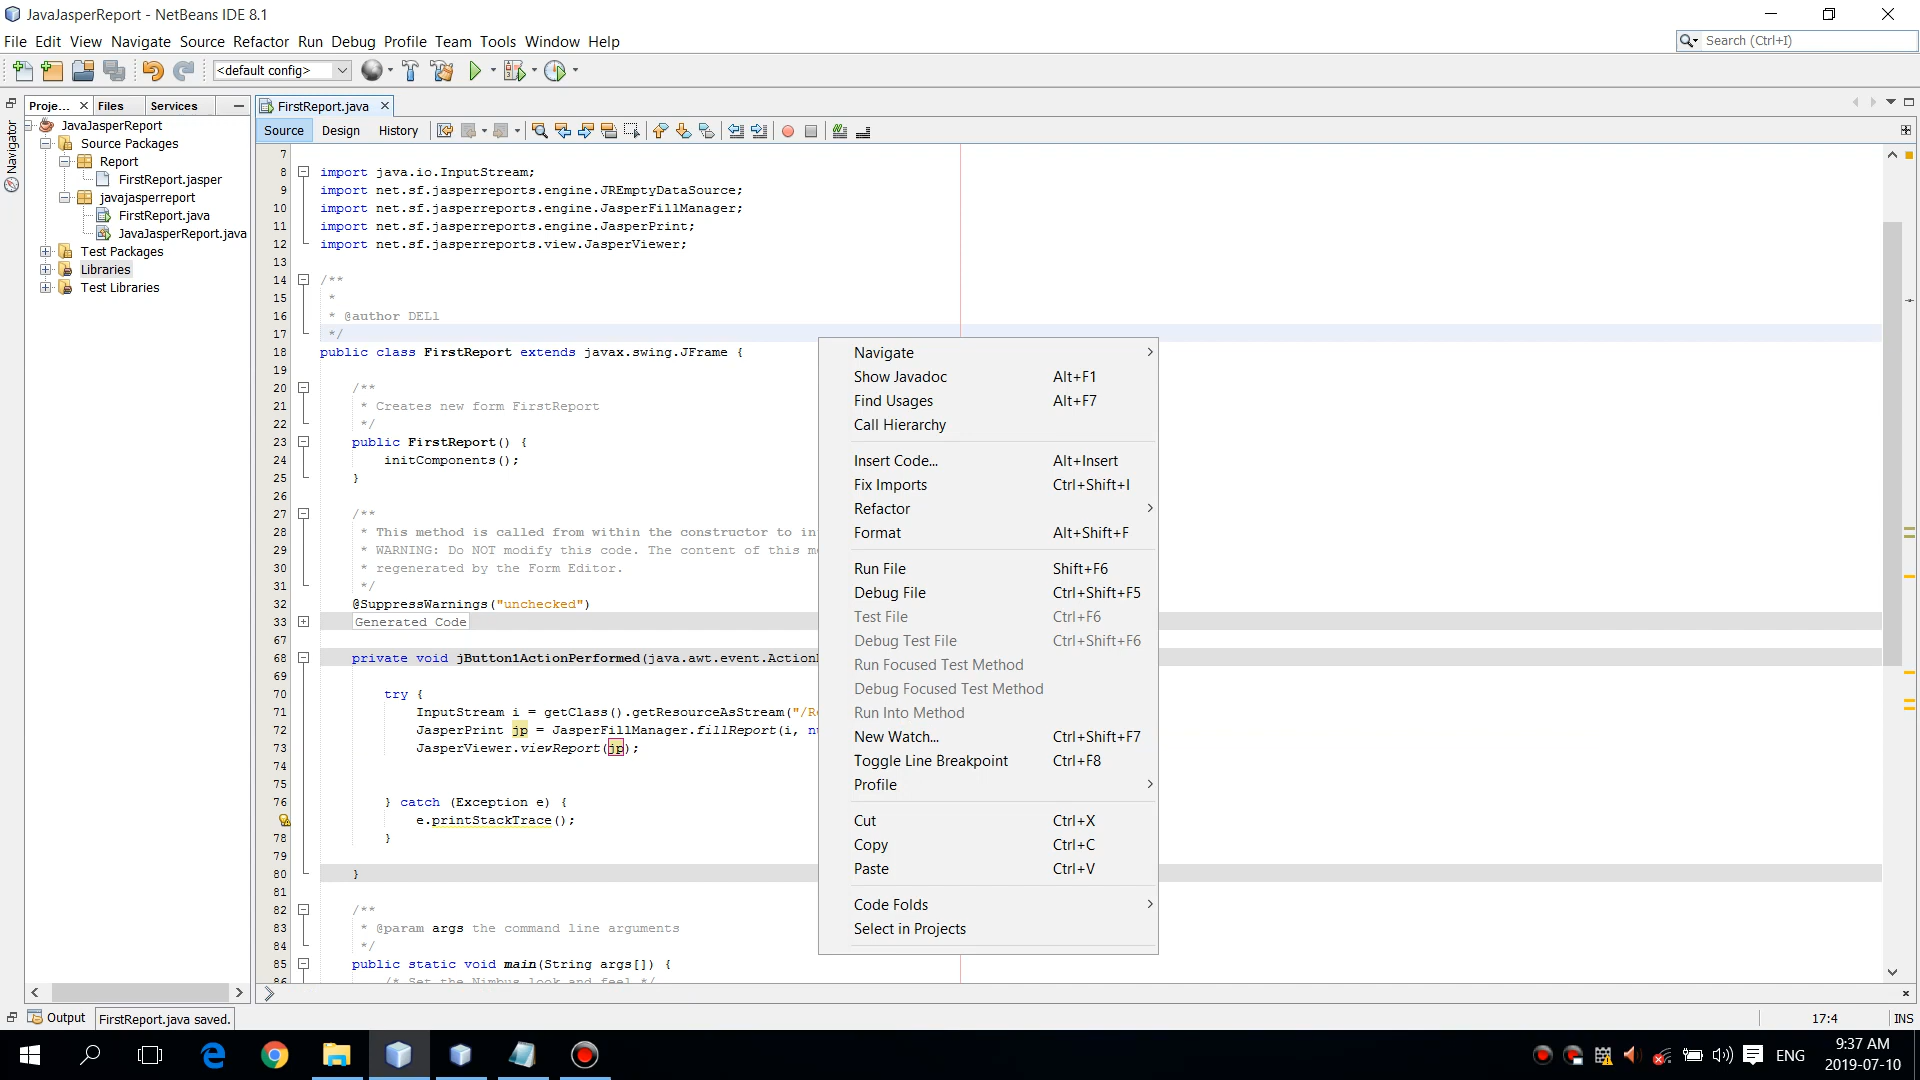 JavaJasperReport - NetBeans IDE 8.1
File Edit View Navigate Source Refactor Run Debug Profile Team Tools Window Help
Search (Ctrl+I)
<default config>
Navigator
Proje... Files Services
FirstReport.java
Source Design History
JavaJasperReport
Source Packages
Report
FirstReport.jasper
javajasperreport
FirstReport.java
JavaJasperReport.java
Test Packages
Libraries
Test Libraries
7
8 import java.io.InputStream;
9 import net.sf.jasperreports.engine.JREmptyDataSource;
10 import net.sf.jasperreports.engine.JasperFillManager;
11 import net.sf.jasperreports.engine.JasperPrint;
12 import net.sf.jasperreports.view.JasperViewer;
13
14 /**
15 *
16 * @author DELl
17 */
18 public class FirstReport extends javax.swing.JFrame {
19
20 /**
21 * Creates new form FirstReport
22 */
23 public FirstReport() {
24 initComponents();
25 }
26
27 /**
28 * This method is called from within the constructor to in
29 * WARNING: Do NOT modify this code. The content of this m
30 * regenerated by the Form Editor.
31 */
32 @SuppressWarnings("unchecked")
33 Generated Code
67
68 private void jButton1ActionPerformed(java.awt.event.Action
69
70 try {
71 InputStream i = getClass().getResourceAsStream("/R
72 JasperPrint jp = JasperFillManager.fillReport(i, nu
73 JasperViewer.viewReport(jp);
74
75
76 } catch (Exception e) {
e.printStackTrace();
78 }
79
80 }
81
82 /**
83 * @param args the command line arguments
84 */
85 public static void main(String args[]) {
86 /* Set the Nimbus look and feel */
Navigate
Show Javadoc Alt+F1
Find Usages Alt+F7
Call Hierarchy
Insert Code... Alt+Insert
Fix Imports Ctrl+Shift+I
Refactor
Format Alt+Shift+F
Run File Shift+F6
Debug File Ctrl+Shift+F5
Test File Ctrl+F6
Debug Test File Ctrl+Shift+F6
Run Focused Test Method
Debug Focused Test Method
Run Into Method
New Watch... Ctrl+Shift+F7
Toggle Line Breakpoint Ctrl+F8
Profile
Cut Ctrl+X
Copy Ctrl+C
Paste Ctrl+V
Code Folds
Select in Projects
Output FirstReport.java saved. 17:4 INS
ENG
9:37 AM
2019-07-10